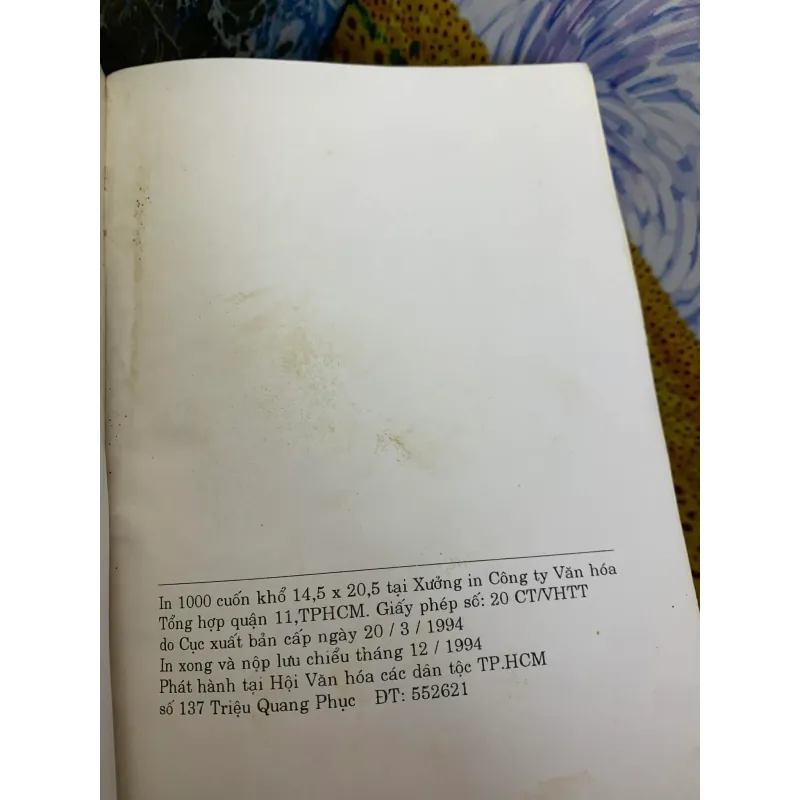 In 1000 cuốn khổ 14,5 x 20,5 tại Xưởng in Công ty Văn hóa
Tổng hợp quận 11,TPHCM. Giấy phép số: 20 CT/VHTT
do Cục xuất bản cấp ngày 20 / 3 / 1994
In xong và nộp lưu chiểu tháng 12 / 1994
Phát hành tại Hội Văn hóa các dân tộc TP.HCM
số 137 Triệu Quang Phục ĐT: 552621